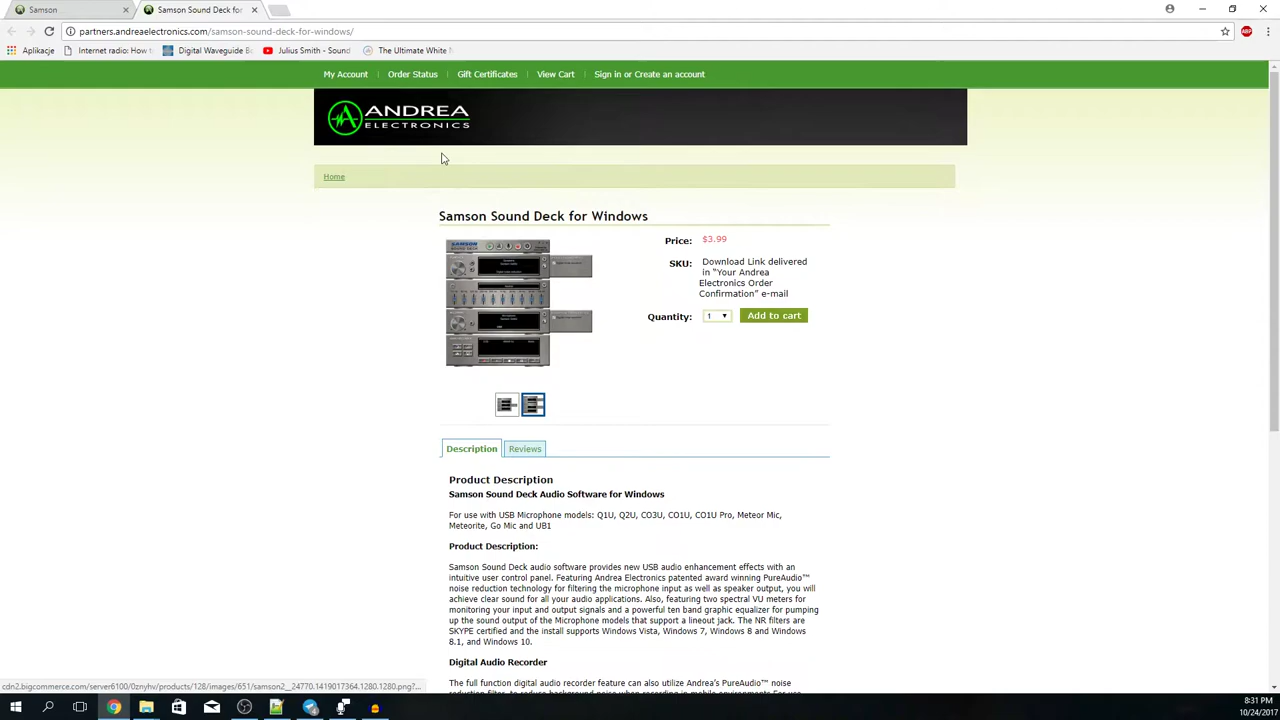 Samson
Samson Sound Deck for
partners.andreaelectronics.com/samson-sound-deck-for-windows/
ABP
Aplikacje
Internet radio: How to
Digital Waveguide Bo
Julius Smith - Sound
The Ultimate White N
My Account
Order Status
Gift Certificates
View Cart
Sign in or Create an account
ANDREA
ELECTRONICS
Home
Samson Sound Deck for Windows
Price:
$3.99
SKU:
Download Link delivered
in "Your Andrea
Electronics Order
Confirmation" e-mail
Quantity:
1
Add to cart
SAMSON
Description
Reviews
Product Description
Samson Sound Deck Audio Software for Windows
For use with USB Microphone models: Q1U, Q2U, CO3U, CO1U, CO1U Pro, Meteor Mic,
Meteorite, Go Mic and UB1
Product Description:
Samson Sound Deck audio software provides new USB audio enhancement effects with an
intuitive user control panel. Featuring Andrea Electronics patented award winning PureAudio™
noise reduction technology for filtering the microphone input as well as speaker output, you will
achieve clear sound for all your audio applications. Also, featuring two spectral VU meters for
monitoring your input and output signals and a powerful ten band graphic equalizer for pumping
up the sound output of the Microphone models that support a lineout jack. The NR filters are
SKYPE certified and the install supports Windows Vista, Windows 7, Windows 8 and Windows
8.1, and Windows 10.
Digital Audio Recorder
The full function digital audio recorder feature can also utilize Andrea's PureAudio™ noise
cdn2.bigcommerce.com/server6100/0znyhv/products/128/images/651/samson2__24770.1419017364.1280.1280.png?...
8:31 PM
10/24/2017